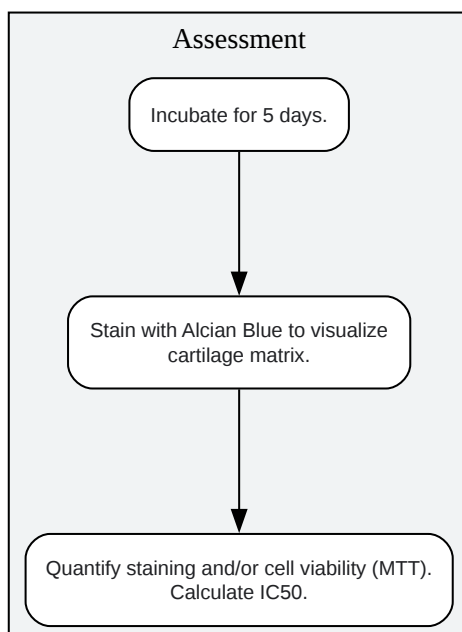 Assessment
Incubate for 5 days.
Stain with Alcian Blue to visualize
cartilage matrix.
Quantify staining and/or cell viability (MTT).
Calculate IC50.